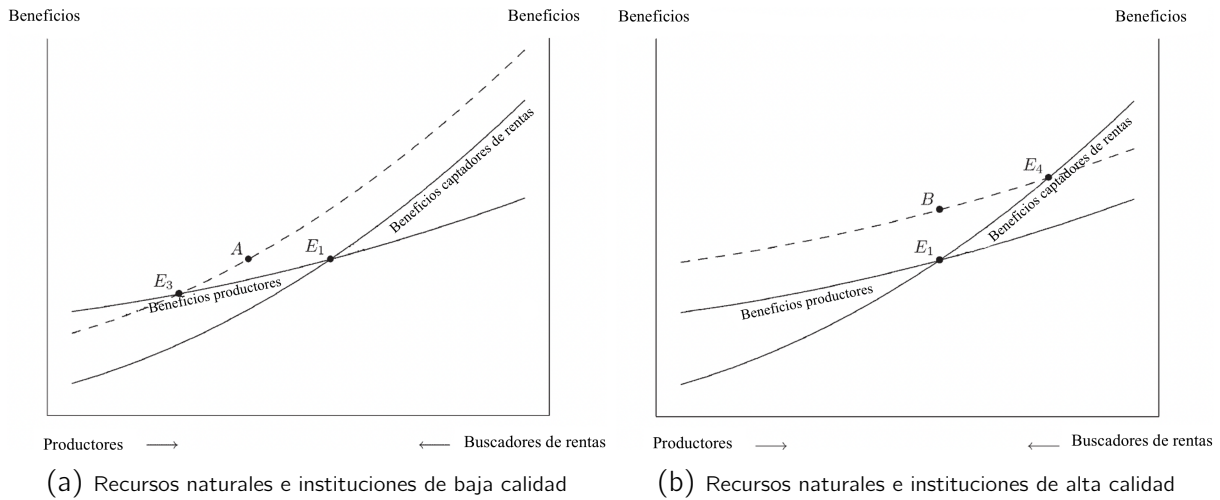 Beneficios
Beneficios
A
E₁
E₃
Beneficios captadores de rentas
Beneficios productores
Productores →
← Buscadores de rentas
(a) Recursos naturales e instituciones de baja calidad
Beneficios
Beneficios
E₄
B
E₁
Beneficios captadores de rentas
Beneficios productores
Productores →
← Buscadores de rentas
(b) Recursos naturales e instituciones de alta calidad